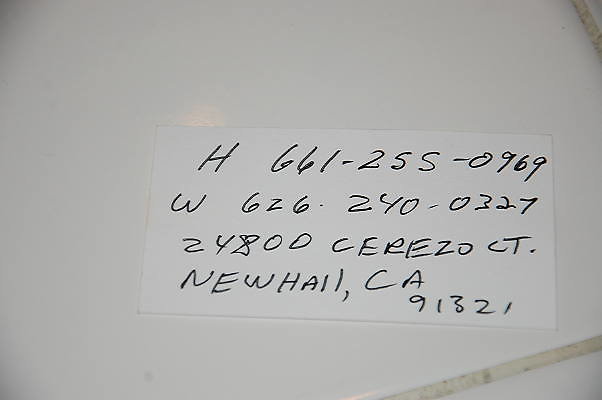 H 661-255-0969
W 626. 240-0327
24800 CEREZO CT.
NEWHAll, CA
91321